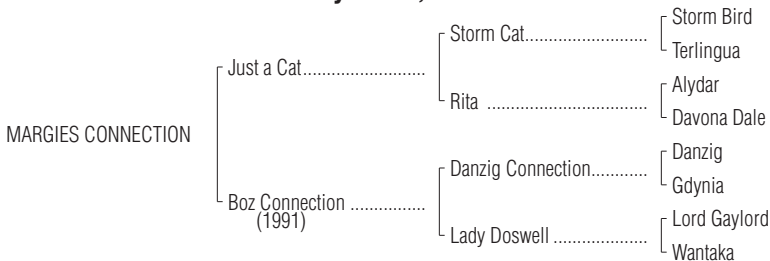 Storm Bird
Storm Cat..............................
Terlingua
Just a Cat..............................
Alydar
Rita .......................................
Davona Dale
MARGIES CONNECTION
Danzig
Danzig Connection..............
Gdynia
Boz Connection ..................
(1991)
Lord Gaylord
Lady Doswell .......................
Wantaka